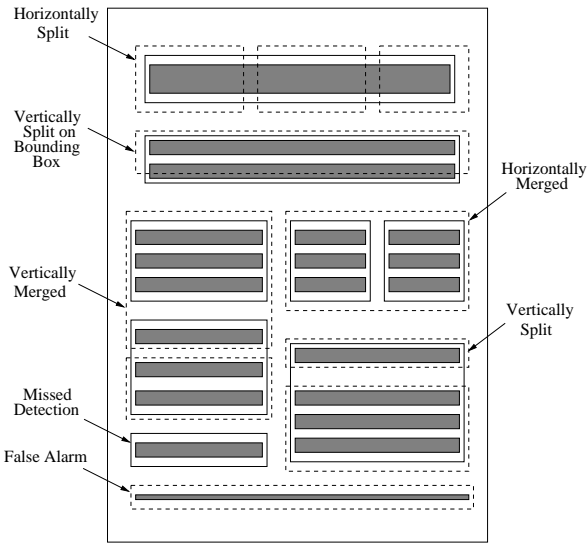 Horizontally
Split
Vertically
Split on
Bounding
Box
Horizontally
Merged
Vertically
Merged
Vertically
Split
Missed
Detection
False Alarm